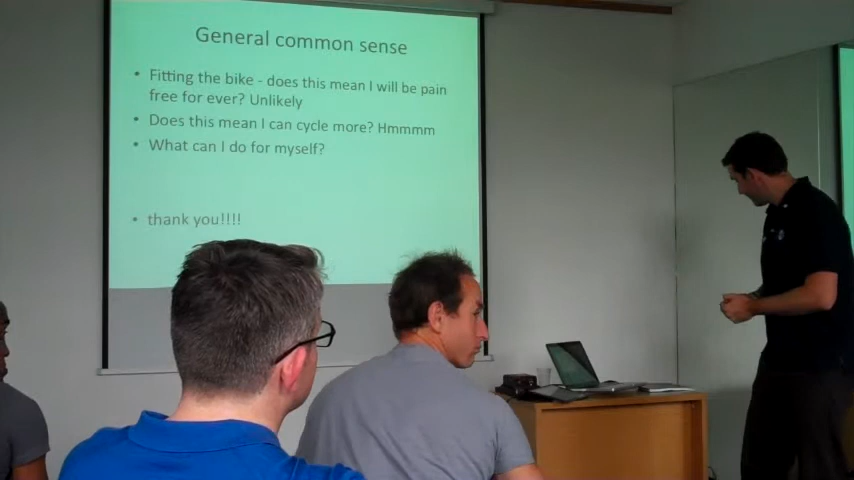 General common sense
• Fitting the bike - does this mean I will be pain
free for ever? Unlikely
• Does this mean I can cycle more? Hmmmm
• What can I do for myself?
• thank you!!!!